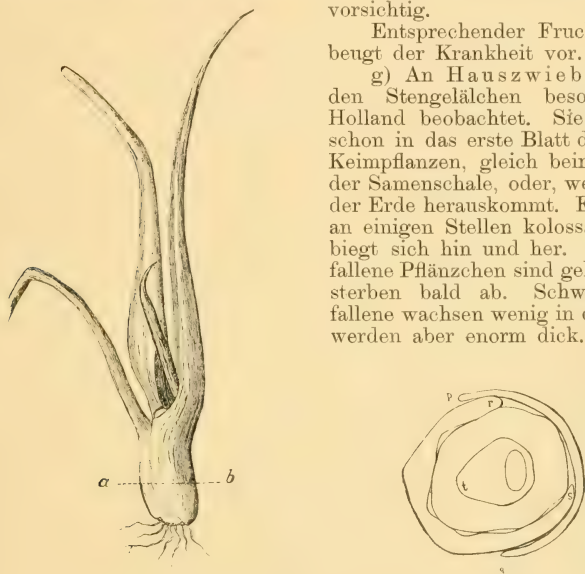 vorsichtig.
Entsprechender Fruc
beugt der Krankheit vor.
g) An Hauszwieb
den Stengelälchen beso
Holland beobachtet. Sie
schon in das erste Blatt d
Keimpflanzen, gleich beim
der Samenschale, oder, we
der Erde herauskommt. E
an einigen Stellen koloss
biegt sich hin und her.
fallene Pflänzchen sind gel
sterben bald ab. Schw
fallene wachsen wenig in d
werden aber enorm dick.
p r
a b
t s
q